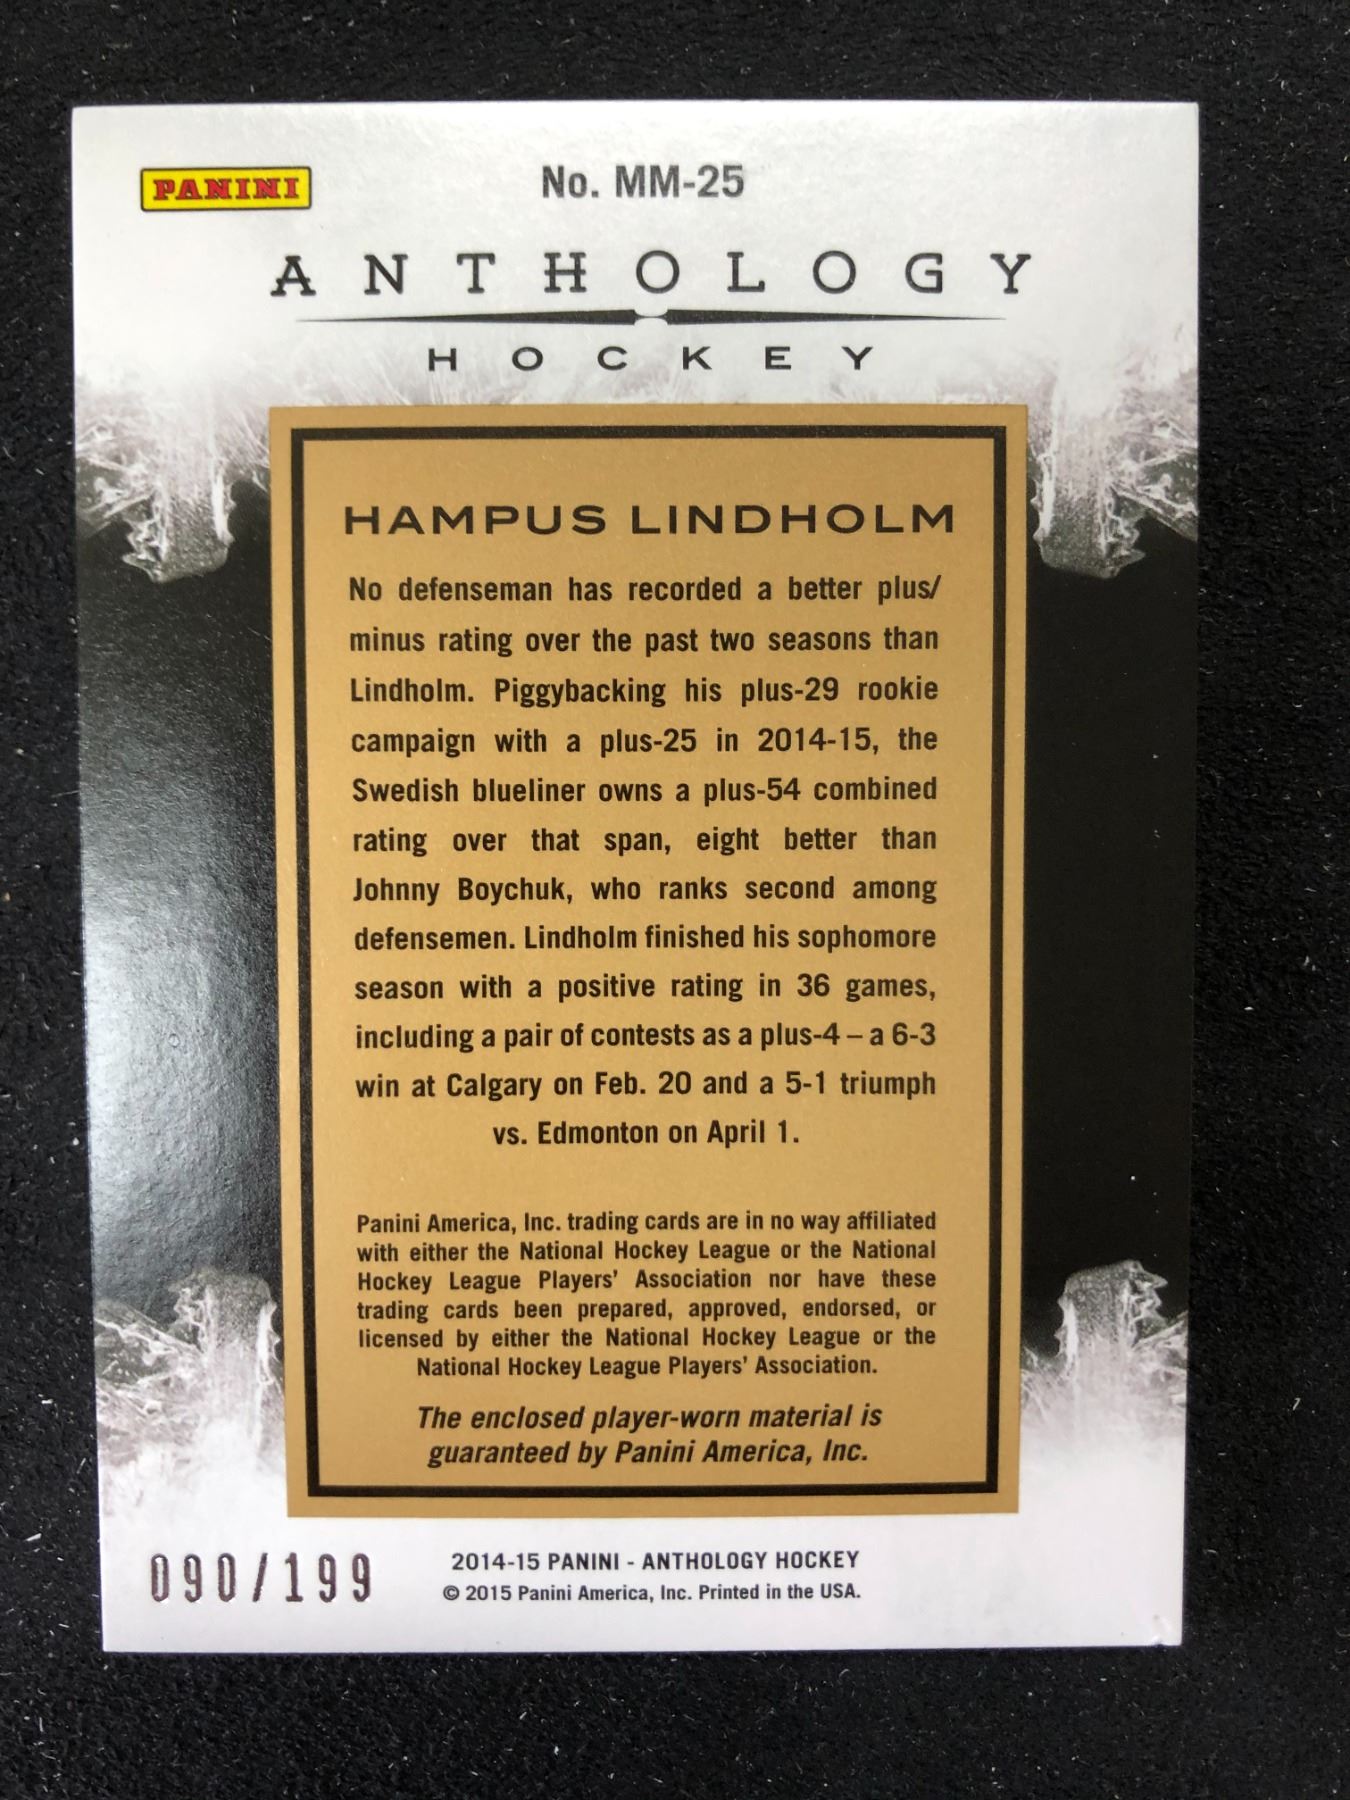 PANINI
No. MM-25
ANTHOLOGY
HOCKEY
HAMPUS LINDHOLM
No defenseman has recorded a better plus/
minus rating over the past two seasons than
Lindholm. Piggybacking his plus-29 rookie
campaign with a plus-25 in 2014-15, the
Swedish blueliner owns a plus-54 combined
rating over that span, eight better than
Johnny Boychuk, who ranks second among
defensemen. Lindholm finished his sophomore
season with a positive rating in 36 games,
including a pair of contests as a plus-4 – a 6-3
win at Calgary on Feb. 20 and a 5-1 triumph
vs. Edmonton on April 1.
Panini America, Inc. trading cards are in no way affiliated
with either the National Hockey League or the National
Hockey League Players' Association nor have these
trading cards been prepared, approved, endorsed, or
licensed by either the National Hockey League or the
National Hockey League Players' Association.
The enclosed player-worn material is
guaranteed by Panini America, Inc.
090/199
2014-15 PANINI - ANTHOLOGY HOCKEY
© 2015 Panini America, Inc. Printed in the USA.